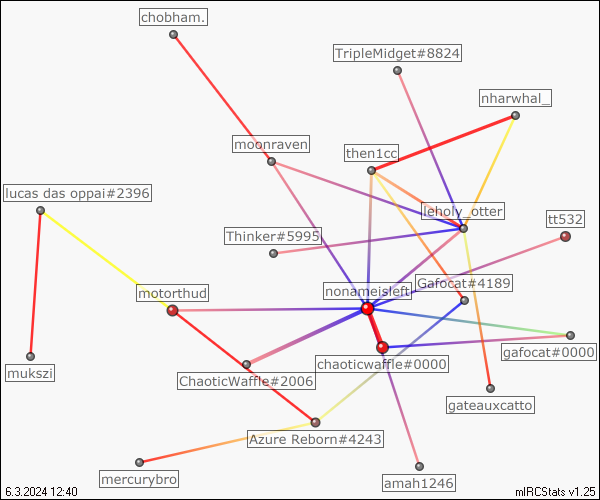 chobham.
TripleMidget#8824
nharwhal_
moonraven
then1cc
lucas das oppai#2396
leholy_otter
tt532
Thinker#5995
Gafocat#4189
nonameisleft
motorthud
gafocat#0000
chaoticwaffle#0000
mukszi
ChaoticWaffle#2006
gateauxcatto
Azure Reborn#4243
mercurybro
amah1246
6.3.2024 12:40
mIRCStats v1.25